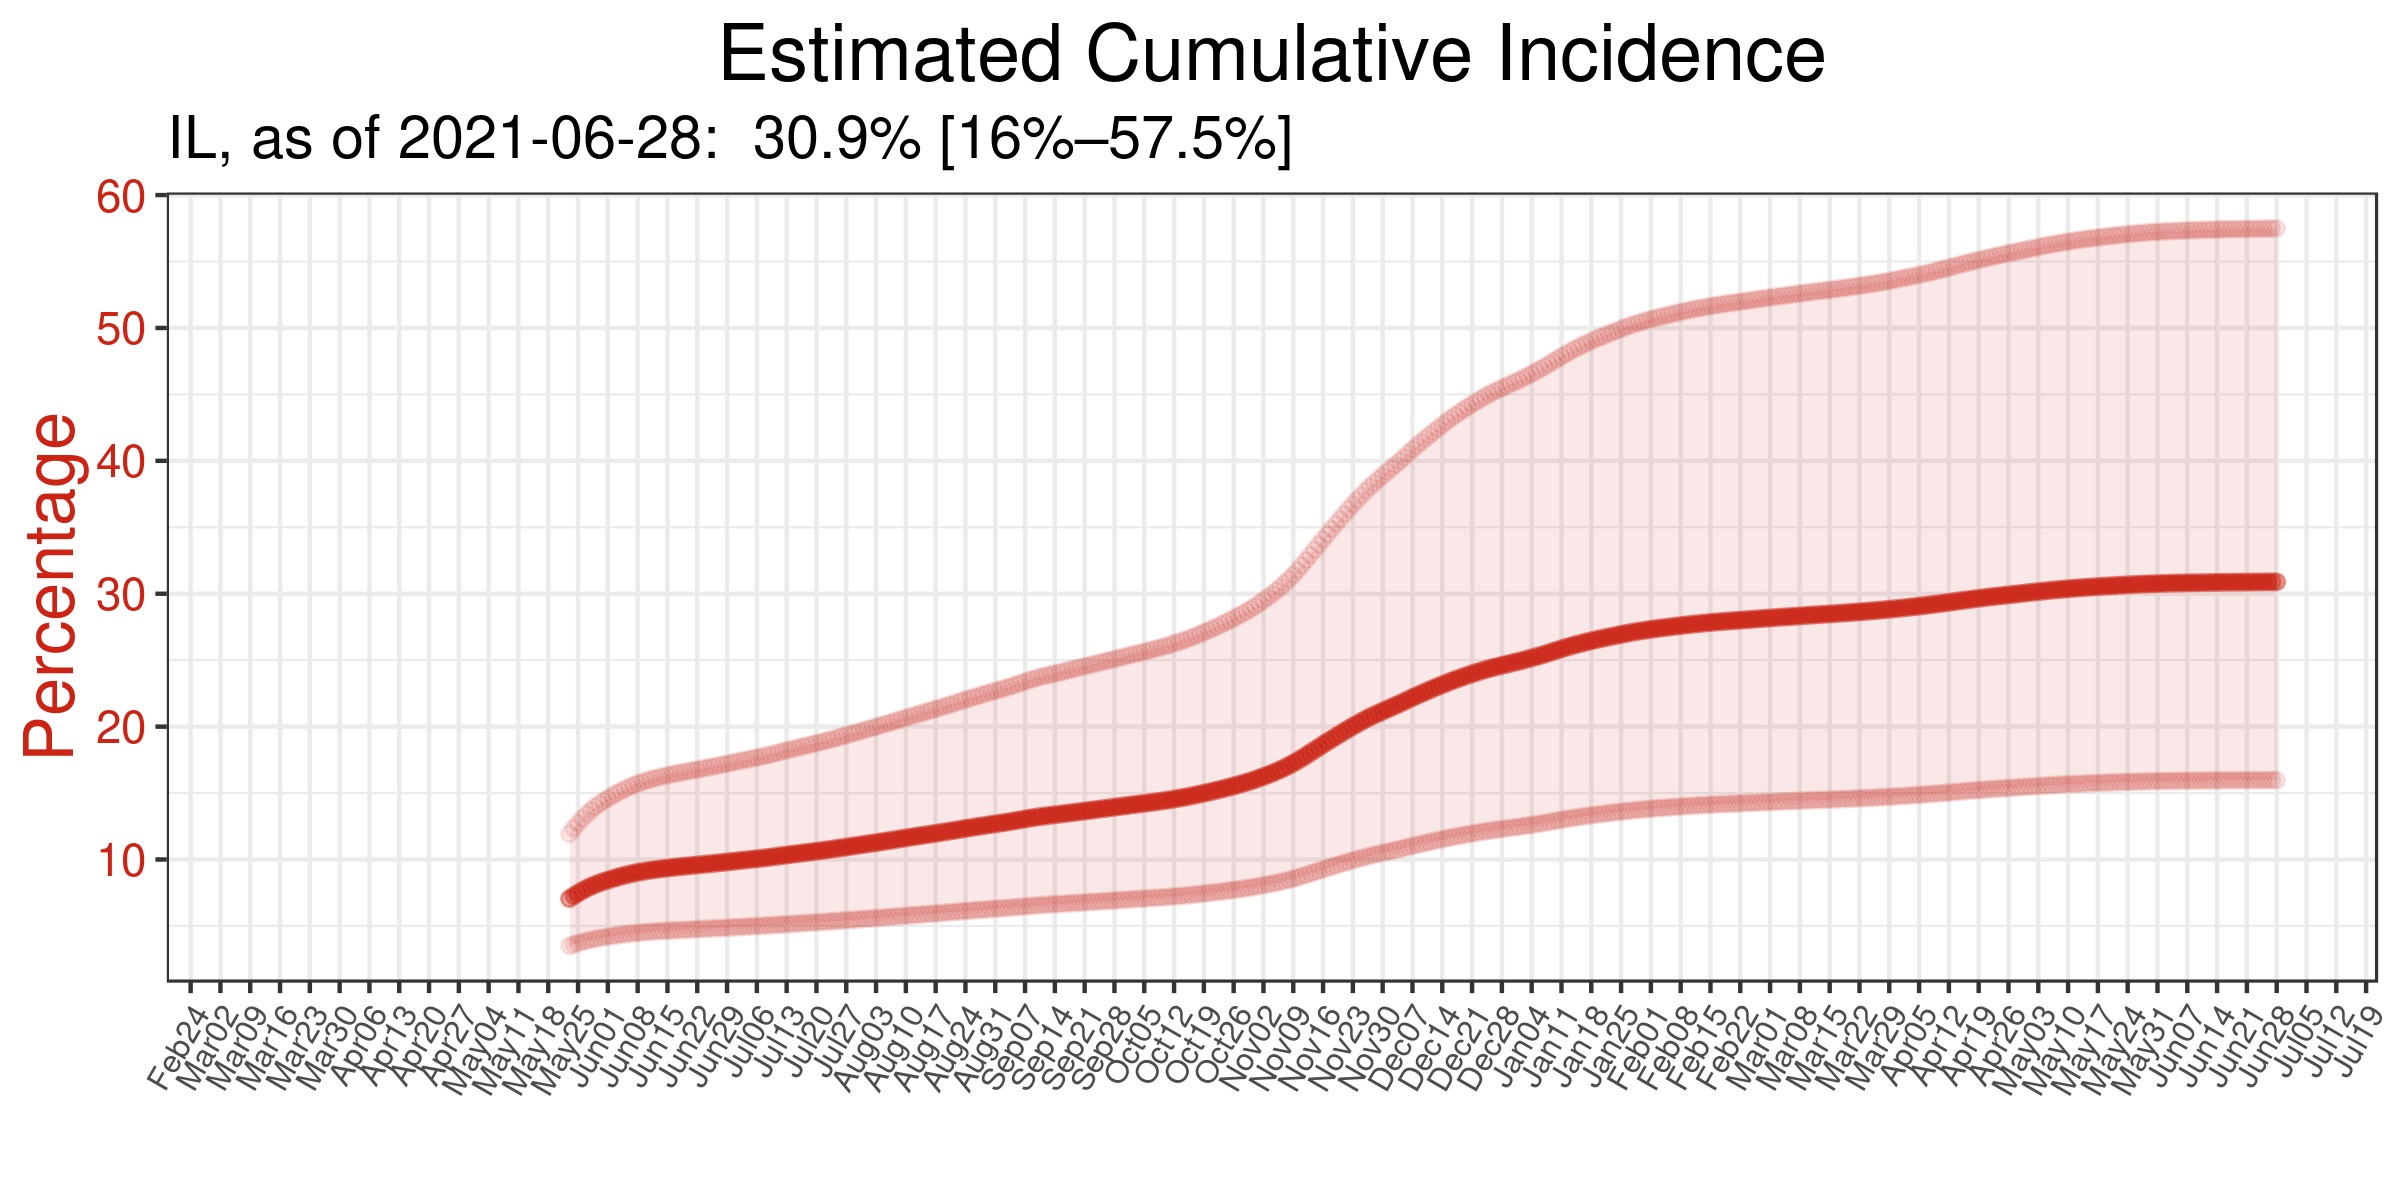 Estimated Cumulative Incidence
IL, as of 2021-06-28:  30.9% [16%–57.5%]
Percentage
60
50
40
30
20
10
Feb24
Mar02
Mar09
Mar16
Mar23
Mar30
Apr06
Apr13
Apr20
Apr27
May04
May11
May18
May25
Jun01
Jun08
Jun15
Jun22
Jun29
Jul06
Jul13
Jul20
Jul27
Aug03
Aug10
Aug17
Aug24
Aug31
Sep07
Sep14
Sep21
Sep28
Oct05
Oct12
Oct19
Oct26
Nov02
Nov09
Nov16
Nov23
Nov30
Dec07
Dec14
Dec21
Dec28
Jan04
Jan11
Jan18
Jan25
Feb01
Feb08
Feb15
Feb22
Mar01
Mar08
Mar15
Mar22
Mar29
Apr05
Apr12
Apr19
Apr26
May03
May10
May17
May24
May31
Jun07
Jun14
Jun21
Jun28
Jul05
Jul12
Jul19